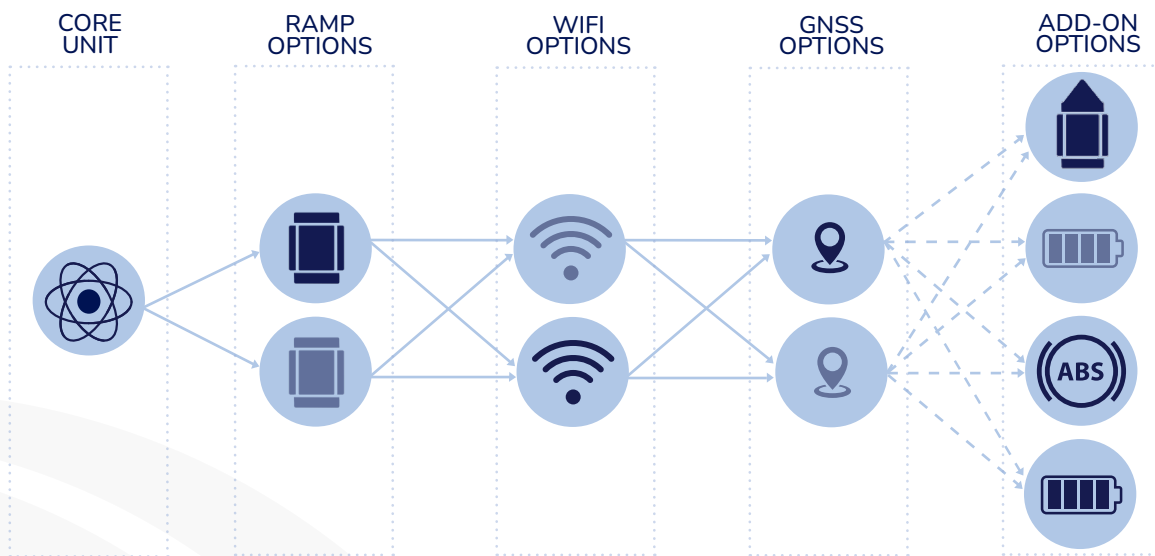 CORE
UNIT
RAMP
OPTIONS
WIFI
OPTIONS
GNSS
OPTIONS
ADD-ON
OPTIONS
ABS